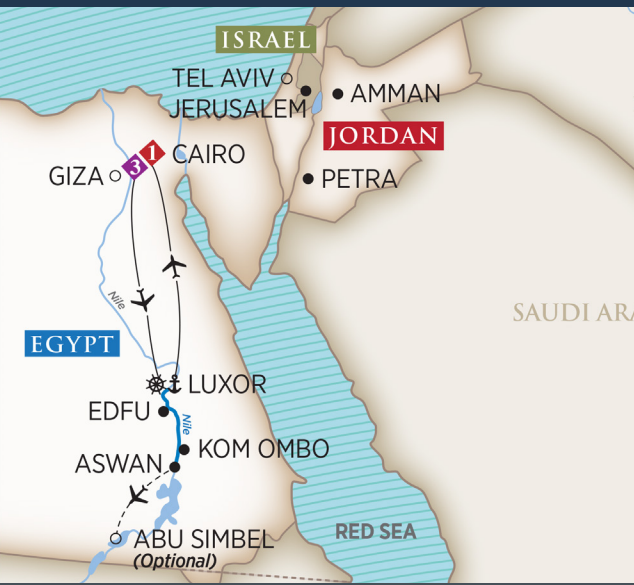 ISRAEL
TEL AVIV
JERUSALEM
AMMAN
JORDAN
1
CAIRO
3
GIZA
PETRA
Nile
SAUDI ARA
EGYPT
LUXOR
EDFU
Nile
KOM OMBO
ASWAN
RED SEA
ABU SIMBEL
(Optional)